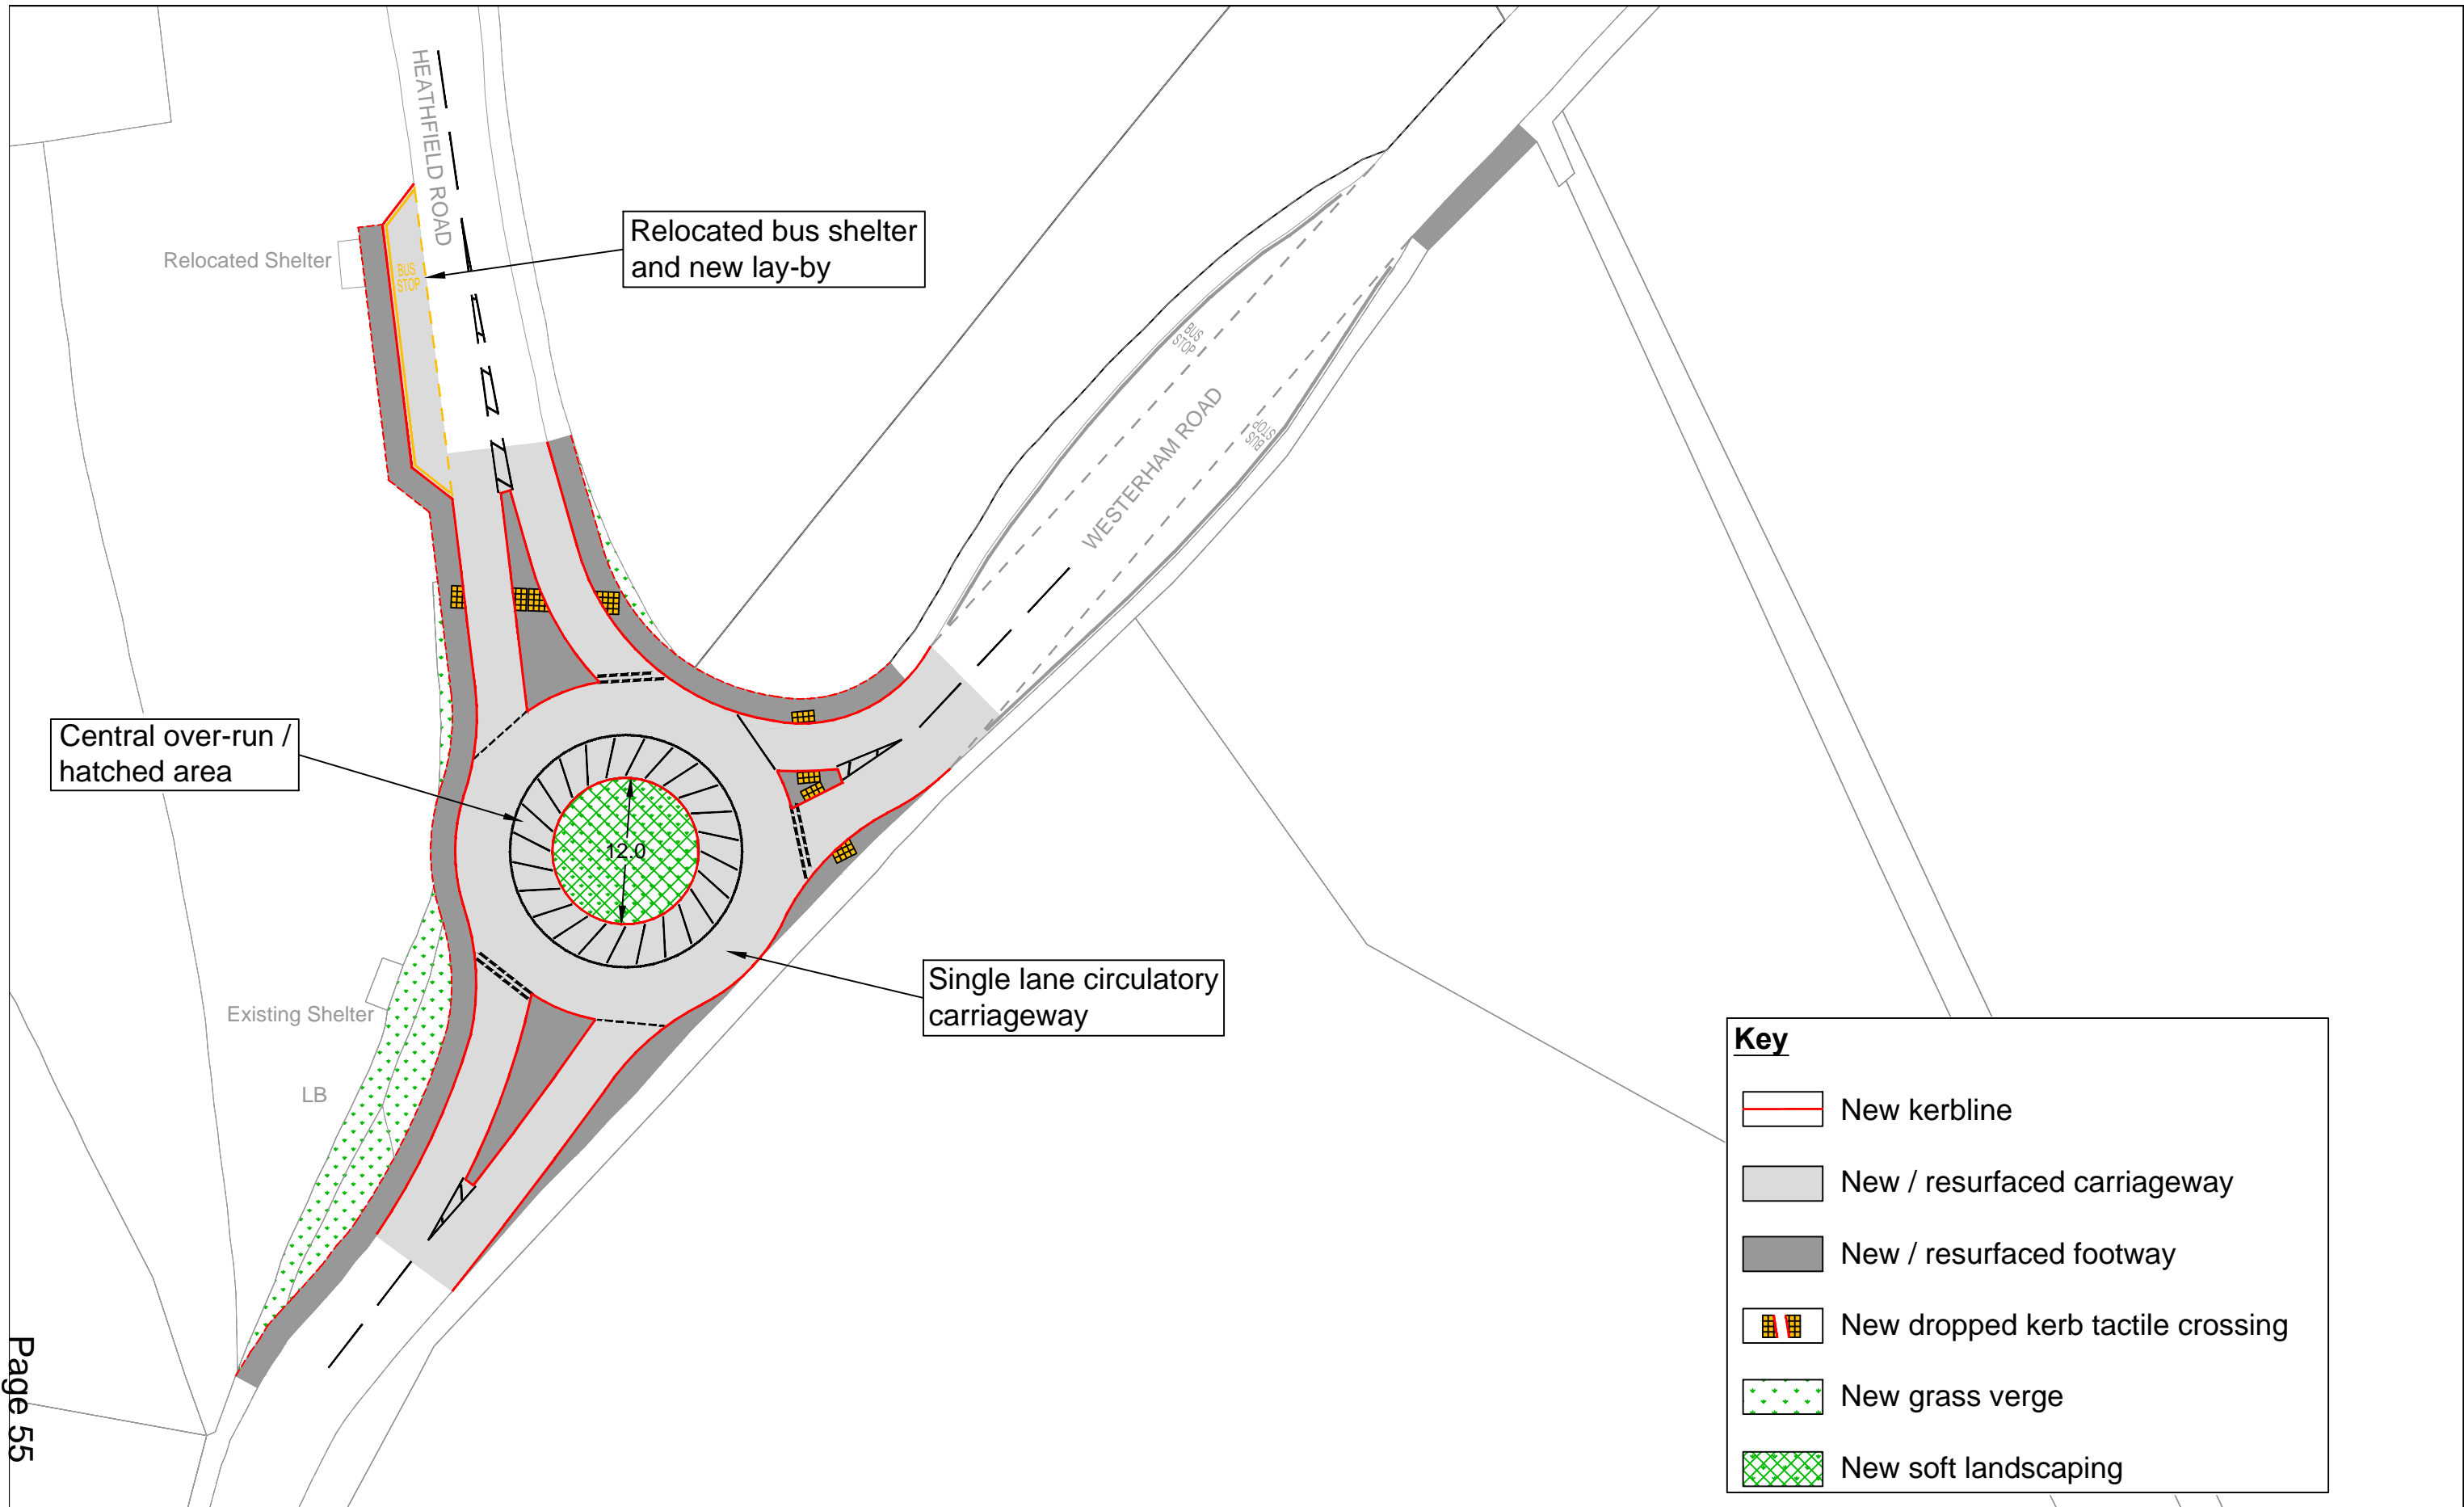 HEATHFIELD ROAD
Relocated Shelter
BUS
STOP
Relocated bus shelter
and new lay-by
BUS
STOP
WESTERHAM ROAD
BUS
STOP
Central over-run /
hatched area
12.0
Existing Shelter
LB
Single lane circulatory
carriageway
Key
New kerbline
New / resurfaced carriageway
New / resurfaced footway
New dropped kerb tactile crossing
New grass verge
New soft landscaping
Page 55